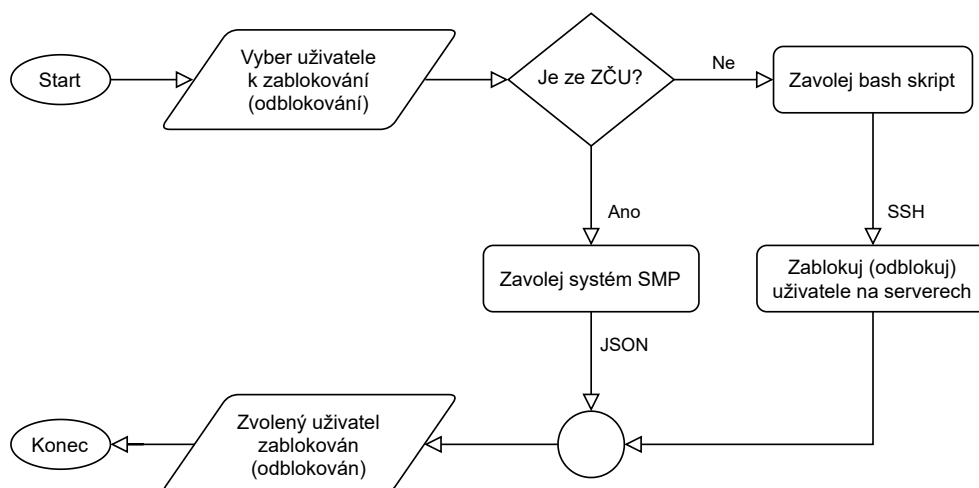 Start
Vyber uživatele
k zablokování
(odblokování)
Je ze ZČU?
Ne
Zavolej bash skript
Ano
SSH
Zavolej systém SMP
Zablokuj (odblokuj)
uživatele na serverech
JSON
Konec
Zvolený uživatel
zablokován
(odblokován)